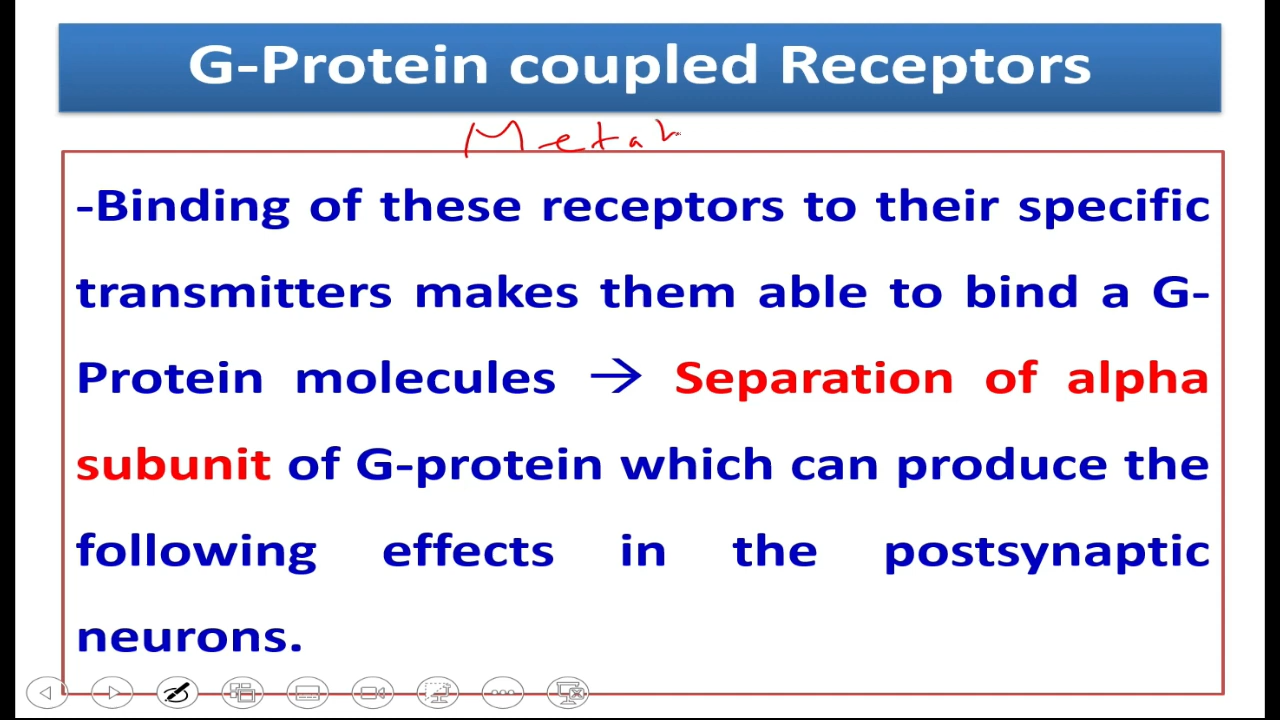 G-Protein coupled Receptors
Metab
-Binding of these receptors to their specific
transmitters makes them able to bind a G-
Protein molecules → Separation of alpha
subunit of G-protein which can produce the
following effects in the postsynaptic
neurons.